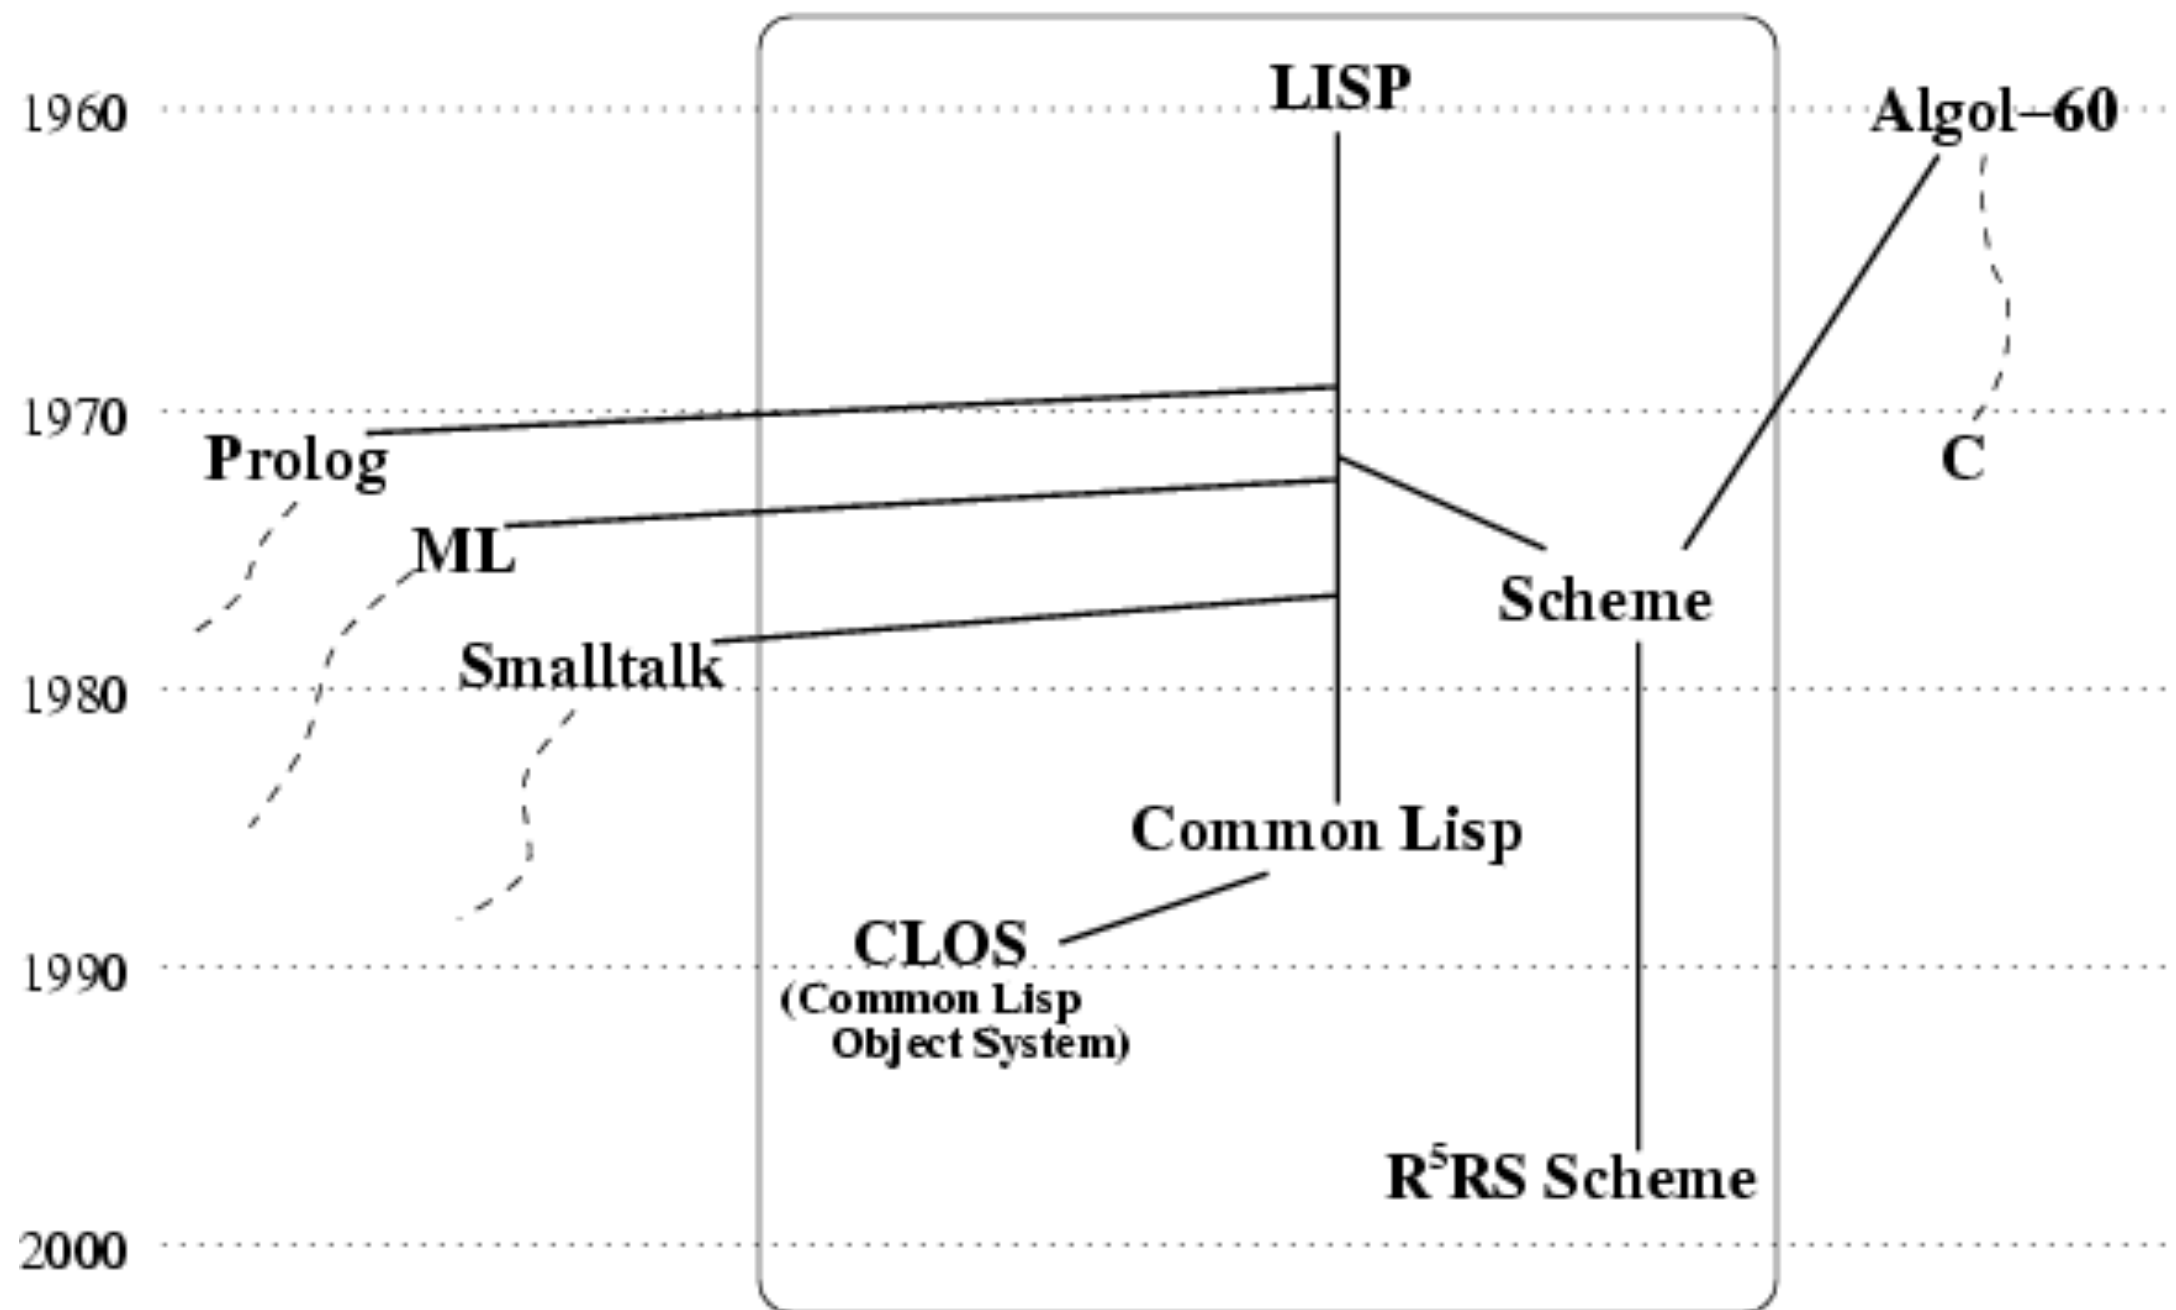 LISP
1960
Algol–60
1970
Prolog
C
ML
Scheme
Smalltalk
1980
Common Lisp
CLOS
1990
(Common Lisp
Object System)
R⁵RS Scheme
2000